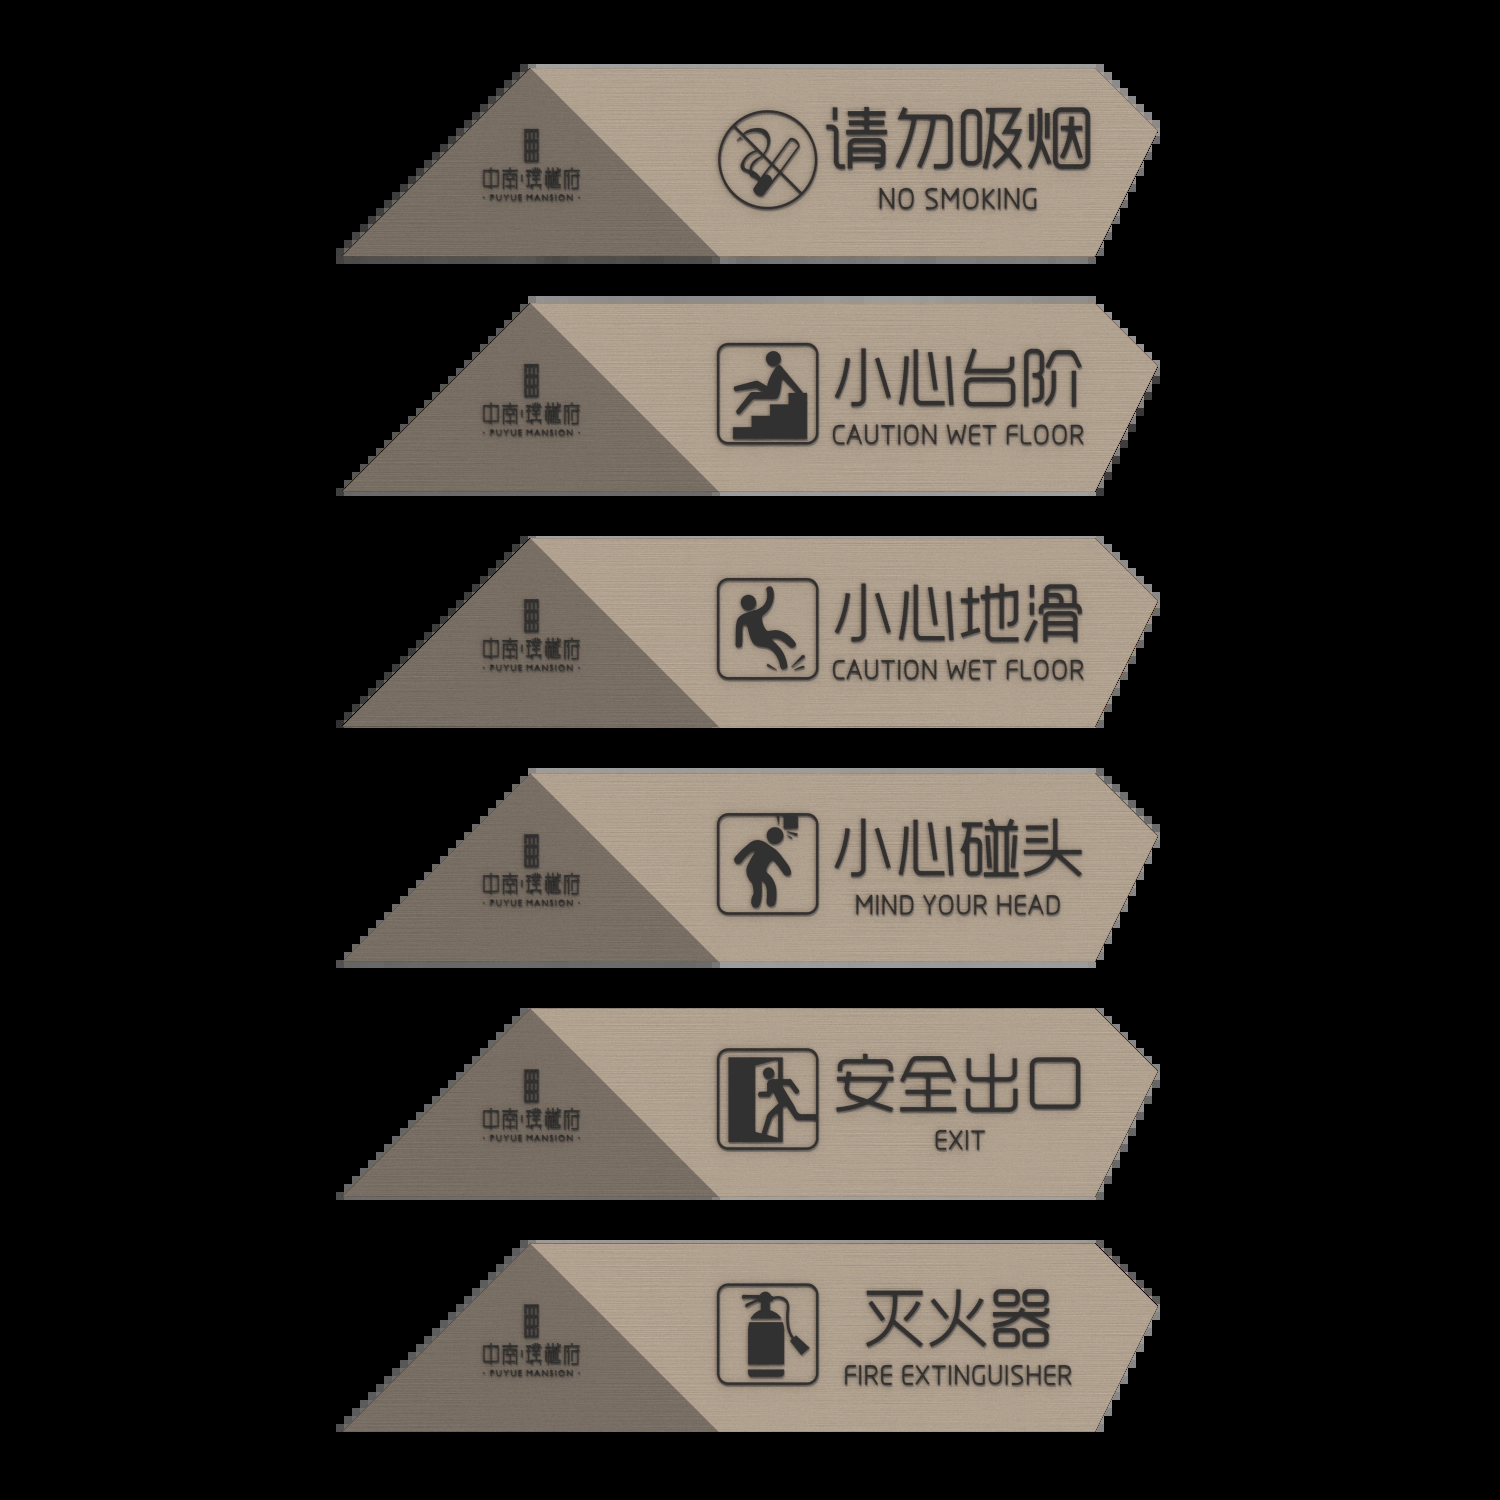 中南·璞樾府
· PUYUE MANSION ·
请勿吸烟
NO SMOKING
中南·璞樾府
· PUYUE MANSION ·
小心台阶
CAUTION WET FLOOR
中南·璞樾府
· PUYUE MANSION ·
小心地滑
CAUTION WET FLOOR
中南·璞樾府
· PUYUE MANSION ·
小心碰头
MIND YOUR HEAD
中南·璞樾府
· PUYUE MANSION ·
安全出口
EXIT
中南·璞樾府
· PUYUE MANSION ·
灭火器
FIRE EXTINGUISHER